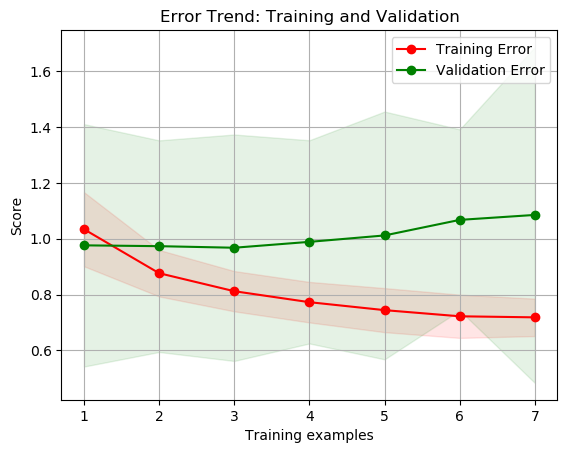 Error Trend: Training and Validation
Training Error
Validation Error
Score
1.6
1.4
1.2
1.0
0.8
0.6
1 2 3 4 5 6 7
Training examples